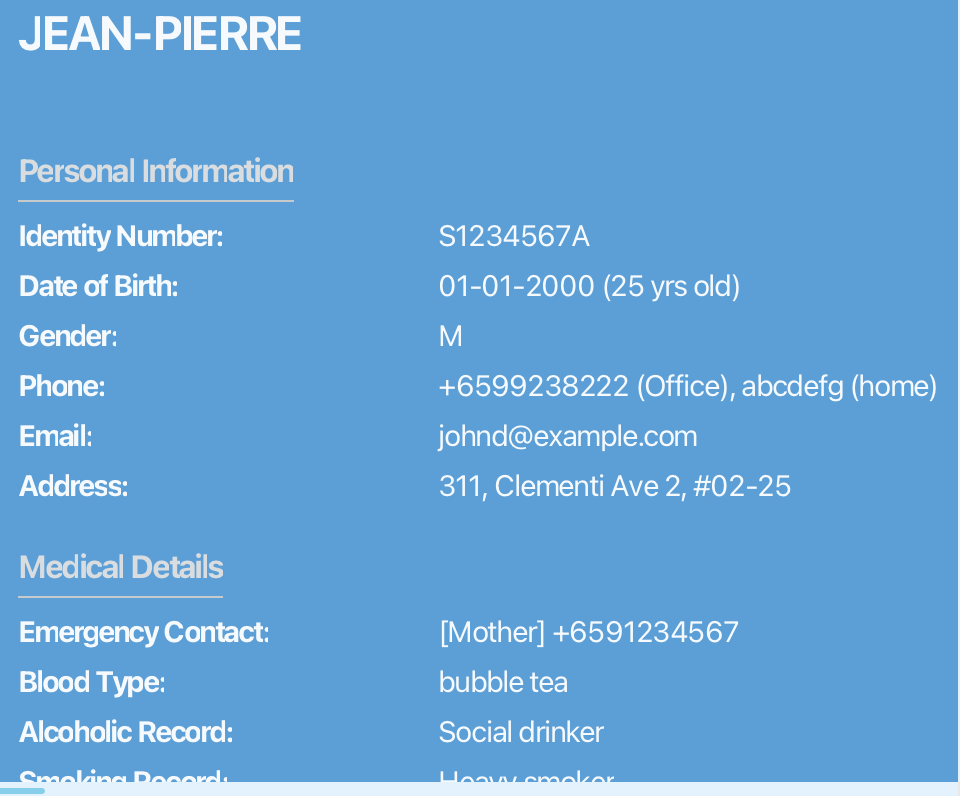 JEAN-PIERRE
Personal Information
Identity Number: S1234567A
Date of Birth: 01-01-2000 (25 yrs old)
Gender: M
Phone: +6599238222 (Office), abcdefg (home)
Email: johnd@example.com
Address: 311, Clementi Ave 2, #02-25
Medical Details
Emergency Contact: [Mother] +6591234567
Blood Type: bubble tea
Alcoholic Record: Social drinker
Smoking Record: Heavy smoker